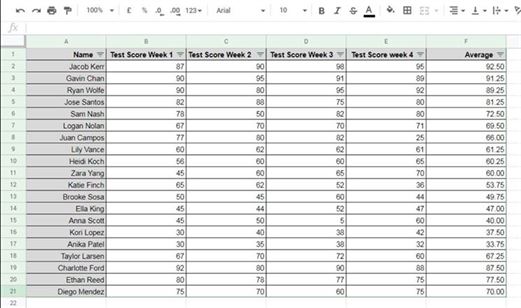 100% £ % .0 .00 123 Arial 10 B I S A
fx
A B C D E F
1 Name Test Score Week 1 Test Score Week 2 Test Score Week 3 Test Score week 4 Average
2 Jacob Kerr 87 90 98 95 92.50
3 Gavin Chan 90 95 91 89 91.25
4 Ryan Wolfe 90 80 95 92 89.25
5 Jose Santos 82 88 75 80 81.25
6 Sam Nash 78 50 82 80 72.50
7 Logan Nolan 67 70 70 71 69.50
8 Juan Campos 77 80 82 25 66.00
9 Lily Vance 60 62 62 61 61.25
10 Heidi Koch 56 60 60 65 60.25
11 Zara Yang 45 60 65 70 60.00
12 Katie Finch 65 62 52 36 53.75
13 Brooke Sosa 50 45 60 44 49.75
14 Ella King 45 44 52 47 47.00
15 Anna Scott 45 50 5 60 40.00
16 Kori Lopez 30 40 38 42 37.50
17 Anika Patel 30 35 38 32 33.75
18 Taylor Larsen 67 70 72 60 67.25
19 Charlotte Ford 92 80 90 88 87.50
20 Ethan Reed 80 78 77 75 77.50
21 Diego Mendez 75 70 60 75 70.00
22